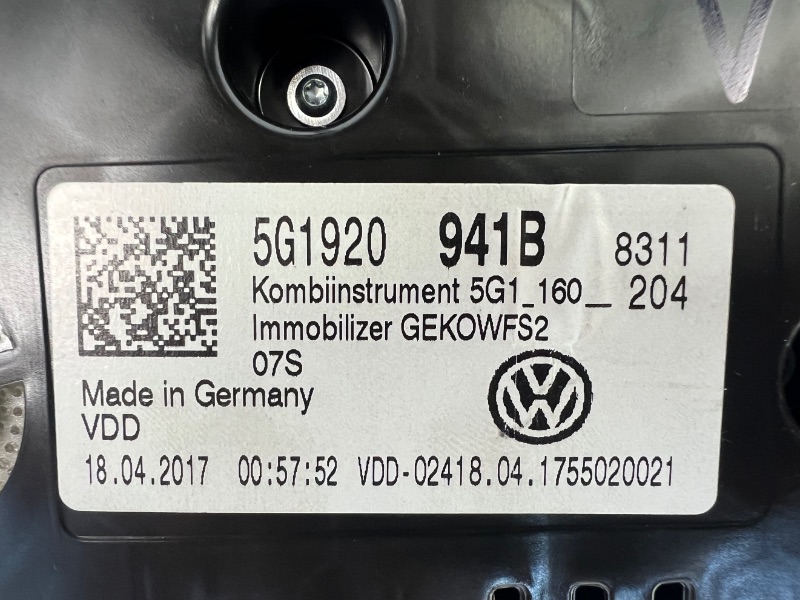 5G1920 941B 8311
Kombiinstrument 5G1_160_ 204
Immobilizer GEKOWFS2
07S
Made in Germany
VDD
18.04.2017 00:57:52 VDD-02418.04.1755020021